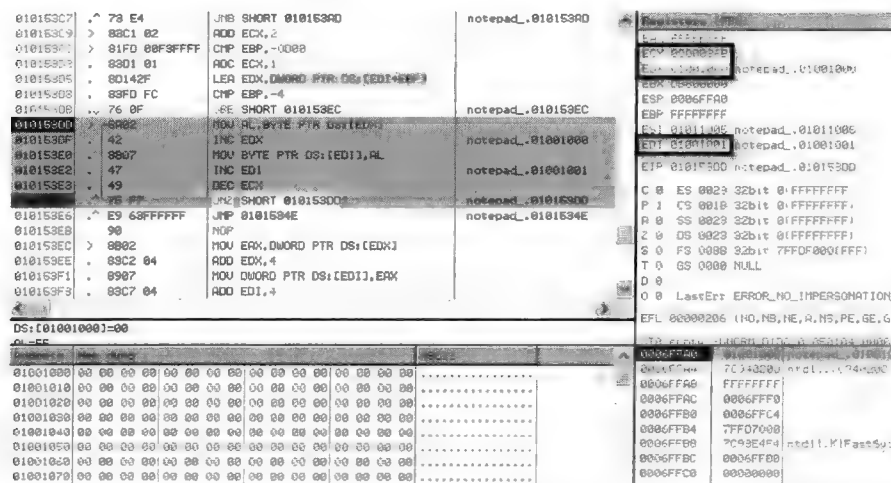 010153C7 .^ 73 E4 JNB SHORT 010153AD notepad_.010153AD
010153C9 > 83C1 02 ADD ECX,2
> 81FD 00F3FFFF CMP EBP,-0D00
83D1 01 ADC ECX,1
8D142F LEA EDX,DWORD PTR DS:[EDI+EBP]
83FD FC CMP EBP,-4
76 0F SHORT 010153EC notepad_.010153EC
010153DD > MOV AL,BYTE PTR DS:[EDX]
010153DF . 42 INC EDX notepad_.01001000
010153E0 . 8807 MOV BYTE PTR DS:[EDI],AL
010153E2 . 47 INC EDI notepad_.01001001
010153E3 . 49 DEC ECX
SHORT 010153DD notepad_.010153DD
010153E6 .^ E9 63FFFFFF JMP 0101534E notepad_.0101534E
010153EB 90 NOP
010153EC > 8B02 MOV EAX,DWORD PTR DS:[EDX]
010153EE . 83C2 04 ADD EDX,4
010153F1 . 8907 MOV DWORD PTR DS:[EDI],EAX
010153F3 . 83C7 04 ADD EDI,4
DS:[01001000]=00
Registers
ECX
notepad_.01001000
EBX
ESP 0006FFA0
EBP FFFFFFFF
ESI 01011006 notepad_.01011006
EDI 01001001 notepad_.01001001
EIP 010153DD notepad_.010153DD
C 0 ES 0023 32bit 0(FFFFFFFF)
P 1 CS 001B 32bit 0(FFFFFFFF)
A 0 SS 0023 32bit 0(FFFFFFFF)
Z 0 DS 0023 32bit 0(FFFFFFFF)
S 0 FS 003B 32bit 7FFDF000(FFF)
T 0 GS 0000 NULL
D 0
O 0 LastErr ERROR_NO_IMPERSONATION
EFL 00000206 (NO,NB,NE,A,NS,PE,GE,G
Address Hex dump ASCII
01001000 00 00 00 00 00 00 00 00 00 00 00 00 00 00 00 00 ................
01001010 00 00 00 00 00 00 00 00 00 00 00 00 00 00 00 00 ................
01001020 00 00 00 00 00 00 00 00 00 00 00 00 00 00 00 00 ................
01001030 00 00 00 00 00 00 00 00 00 00 00 00 00 00 00 00 ................
01001040 00 00 00 00 00 00 00 00 00 00 00 00 00 00 00 00 ................
01001050 00 00 00 00 00 00 00 00 00 00 00 00 00 00 00 00 ................
01001060 00 00 00 00 00 00 00 00 00 00 00 00 00 00 00 00 ................
01001070 00 00 00 00 00 00 00 00 00 00 00 00 00 00 00 00 ................
0006FFA0
0006FFA8 FFFFFFFF
0006FFAC 0006FFF0
0006FFB0 0006FFC4
0006FFB4 7FFD7000
0006FFB8 7C93E4F4 ntdll.KiFastSy
0006FFBC 0006FFB0
0006FFC0 00000000